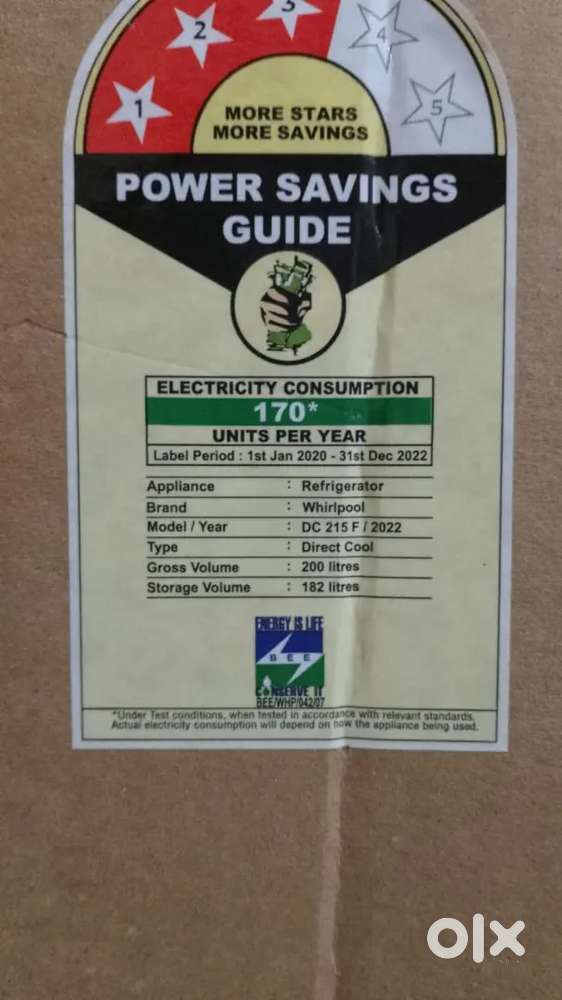 1 2 3 4 5
MORE STARS
MORE SAVINGS
POWER SAVINGS
GUIDE
ELECTRICITY CONSUMPTION
170*
UNITS PER YEAR
Label Period : 1st Jan 2020 - 31st Dec 2022
Appliance : Refrigerator
Brand : Whirlpool
Model / Year : DC 215 F / 2022
Type : Direct Cool
Gross Volume : 200 litres
Storage Volume : 182 litres
ENERGY IS LIFE
BEE
CONSERVE IT
BEE/WHP/042/07
*Under Test conditions, when tested in accordance with relevant standards.
Actual electricity consumption will depend on how the appliance being used.
olx